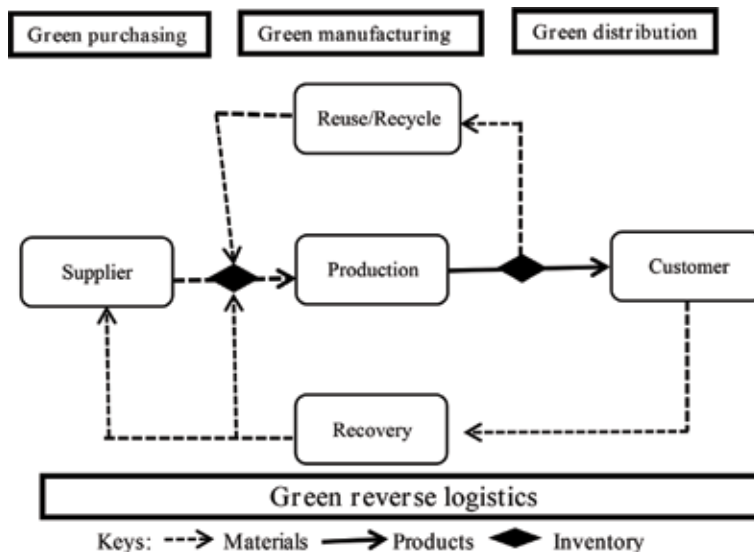 Green purchasing
Green manufacturing
Green distribution
Reuse/Recycle
Supplier
Production
Customer
Recovery
Green reverse logistics
Keys: Materials Products Inventory